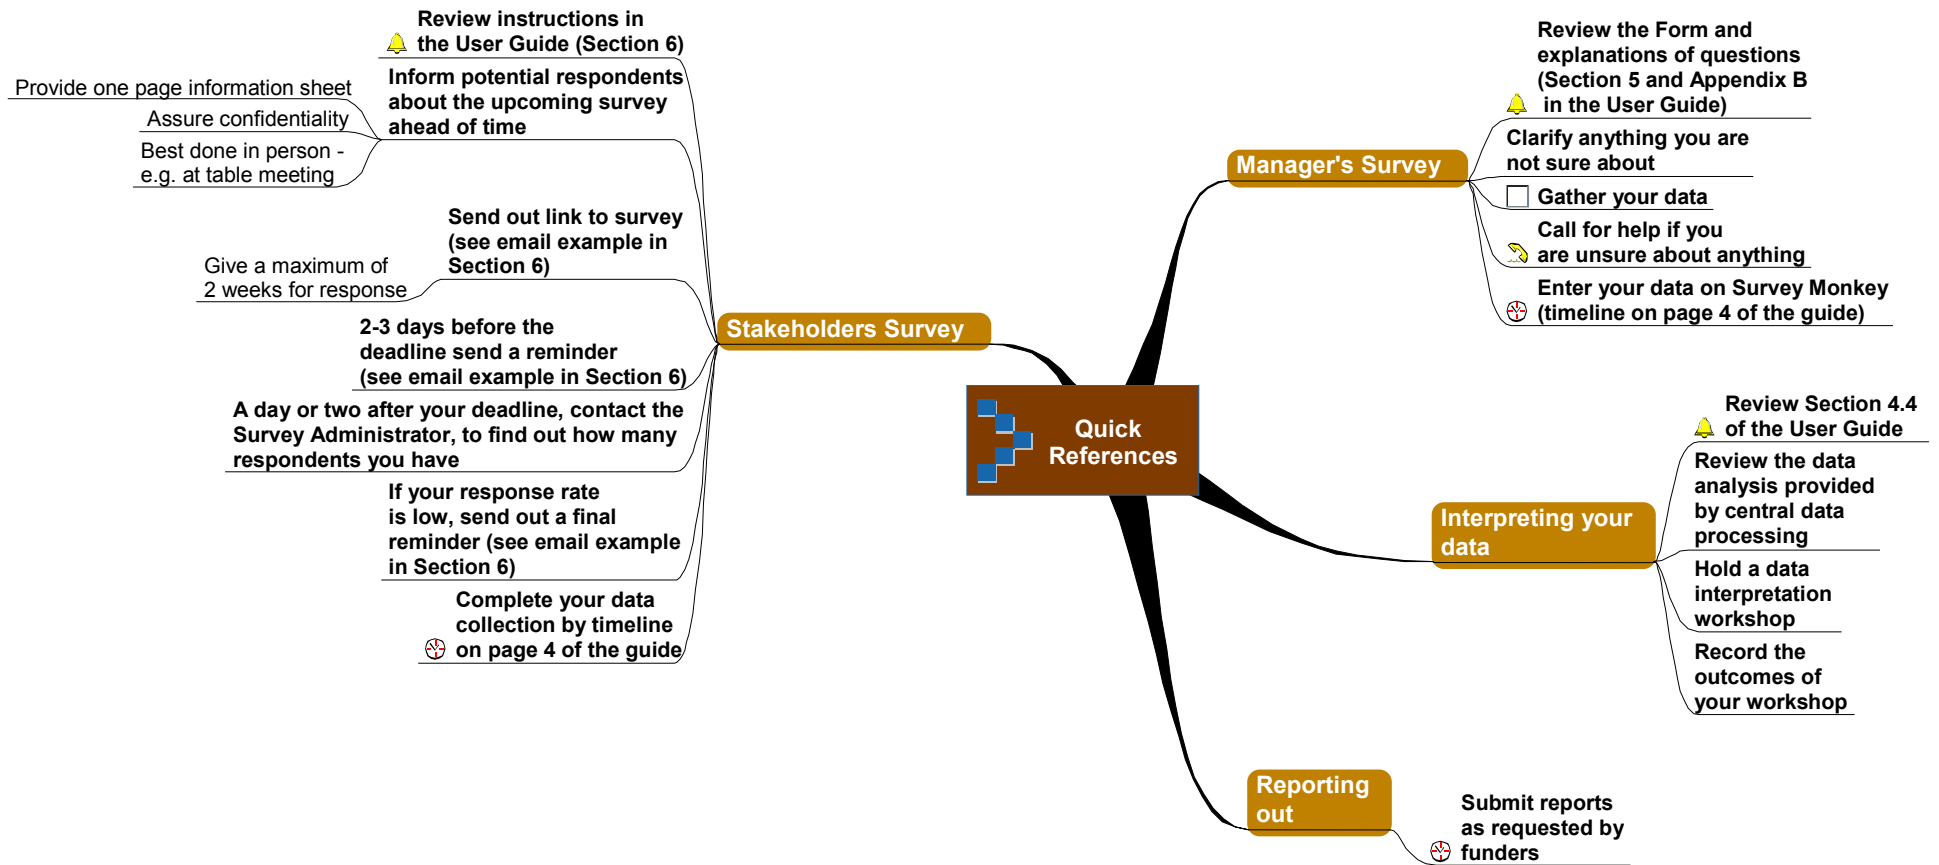 Quick
References
Manager's Survey
Review the Form and
explanations of questions
(Section 5 and Appendix B
in the User Guide)
Clarify anything you are
not sure about
Gather your data
Call for help if you
are unsure about anything
Enter your data on Survey Monkey
(timeline on page 4 of the guide)
Interpreting your
data
Review Section 4.4
of the User Guide
Review the data
analysis provided
by central data
processing
Hold a data
interpretation
workshop
Record the
outcomes of
your workshop
Reporting
out
Submit reports
as requested by
funders
Stakeholders Survey
Review instructions in
the User Guide (Section 6)
Inform potential respondents
about the upcoming survey
ahead of time
Provide one page information sheet
Assure confidentiality
Best done in person -
e.g. at table meeting
Send out link to survey
(see email example in
Section 6)
Give a maximum of
2 weeks for response
2-3 days before the
deadline send a reminder
(see email example in Section 6)
A day or two after your deadline, contact the
Survey Administrator, to find out how many
respondents you have
If your response rate
is low, send out a final
reminder (see email example
in Section 6)
Complete your data
collection by timeline
on page 4 of the guide